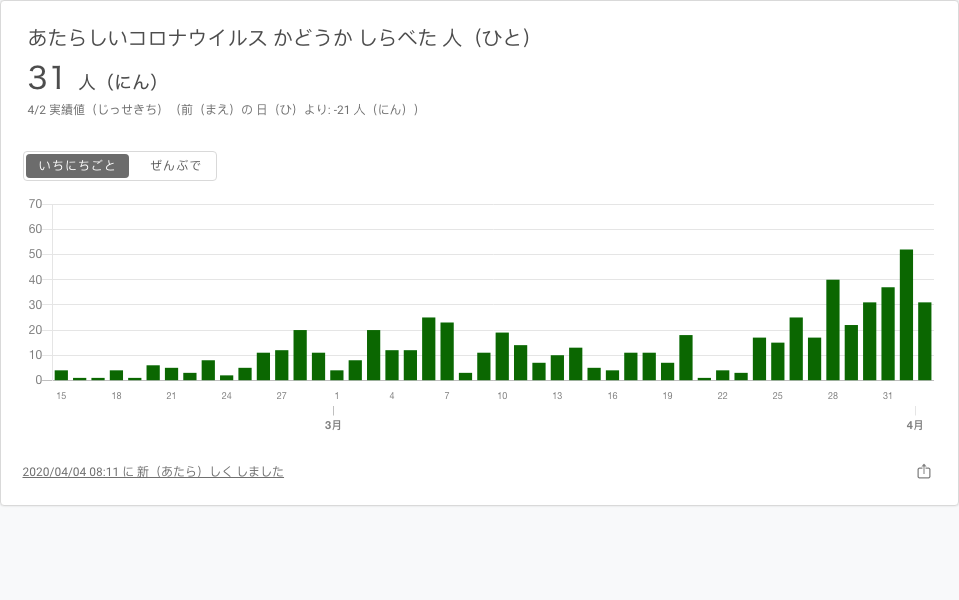 あたらしいコロナウイルス かどうか しらべた 人（ひと）
31 人（にん）
4/2 実績値（じっせきち）（前（まえ）の 日（ひ）より: -21 人（にん））
いちにちごと ぜんぶで
70
60
50
40
30
20
10
0
15 18 21 24 27 1 4 7 10 13 16 19 22 25 28 31
3月 4月
2020/04/04 08:11 に 新（あたら）しく しました